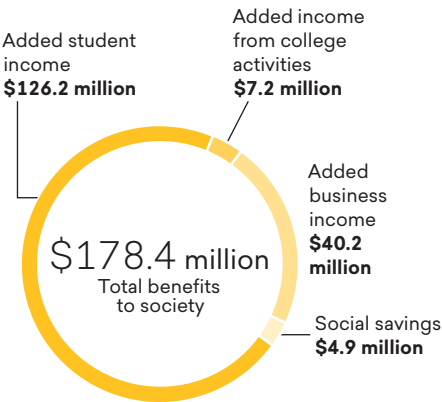 Added student
income
$126.2 million
Added income
from college
activities
$7.2 million
Added
business
income
$40.2
million
$178.4 million
Total benefits
to society
Social savings
$4.9 million